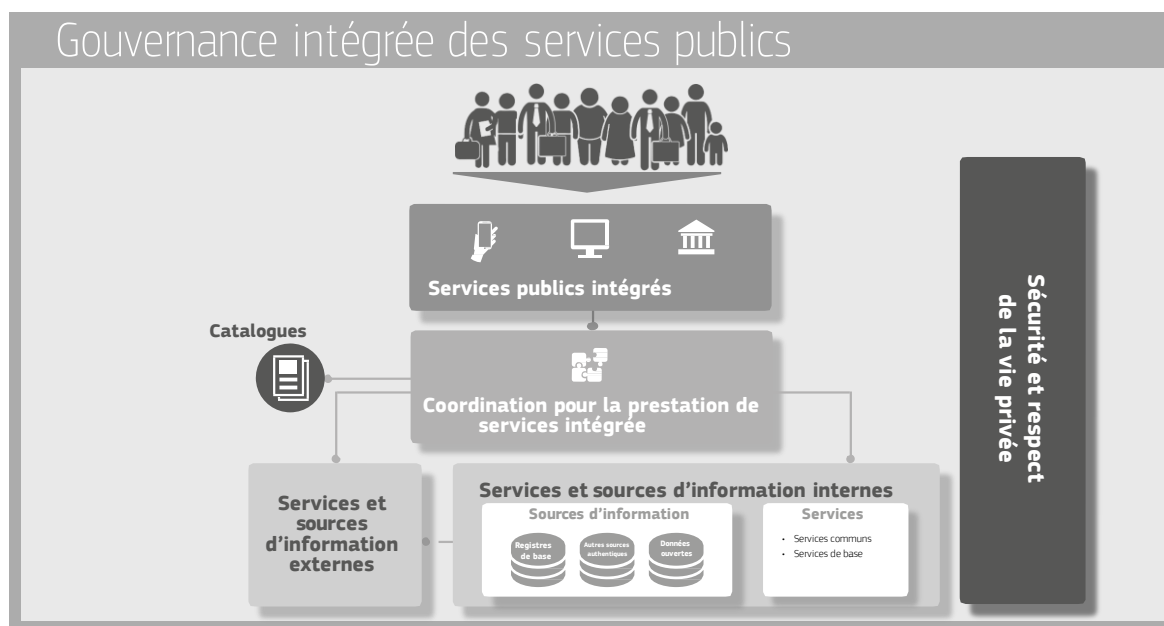 Gouvernance intégrée des services publics
Services publics intégrés
Catalogues
Coordination pour la prestation de
services intégrée
Services et
sources
d’information
externes
Services et sources d’information internes
Sources d’information
Registres
de base
Autres sources
authentiques
Données
ouvertes
Services
• Services communs
• Services de base
Sécurité et respect
de la vie privée